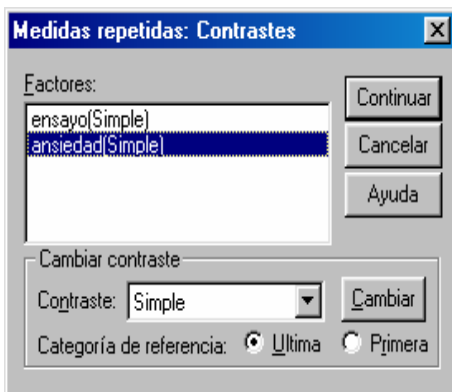 Medidas repetidas: Contrastes
Factores:
ensayo(Simple)
ansiedad(Simple)
Continuar
Cancelar
Ayuda
Cambiar contraste
Contraste: Simple Cambiar
Categoría de referencia: Ultima Primera